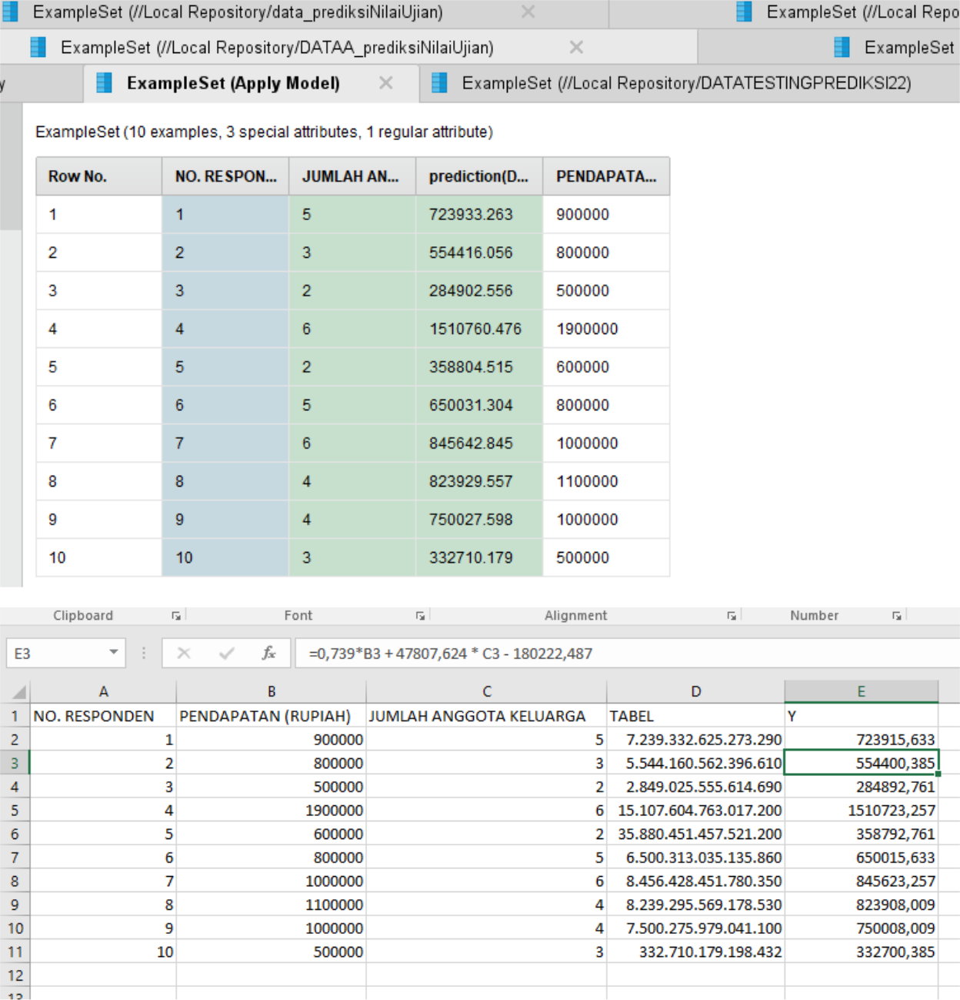 ExampleSet (//Local Repository/data_prediksiNilaiUjian) ExampleSet (//Local Repo
ExampleSet (//Local Repository/DATAA_prediksiNilaiUjian) ExampleSet
y ExampleSet (Apply Model) ExampleSet (//Local Repository/DATATESTINGPREDIKSI22)
ExampleSet (10 examples, 3 special attributes, 1 regular attribute)
Row No. NO. RESPON... JUMLAH AN... prediction(D... PENDAPATA...
1 1 5 723933.263 900000
2 2 3 554416.056 800000
3 3 2 284902.556 500000
4 4 6 1510760.476 1900000
5 5 2 358804.515 600000
6 6 5 650031.304 800000
7 7 6 845642.845 1000000
8 8 4 823929.557 1100000
9 9 4 750027.598 1000000
10 10 3 332710.179 500000
Clipboard Font Alignment Number
E3 fx =0,739*B3 + 47807,624 * C3 - 180222,487
A B C D E
1 NO. RESPONDEN PENDAPATAN (RUPIAH) JUMLAH ANGGOTA KELUARGA TABEL Y
2 1 900000 5 7.239.332.625.273.290 723915,633
3 2 800000 3 5.544.160.562.396.610 554400,385
4 3 500000 2 2.849.025.555.614.690 284892,761
5 4 1900000 6 15.107.604.763.017.200 1510723,257
6 5 600000 2 35.880.451.457.521.200 358792,761
7 6 800000 5 6.500.313.035.135.860 650015,633
8 7 1000000 6 8.456.428.451.780.350 845623,257
9 8 1100000 4 8.239.295.569.178.530 823908,009
10 9 1000000 4 7.500.275.979.041.100 750008,009
11 10 500000 3 332.710.179.198.432 332700,385
12
13